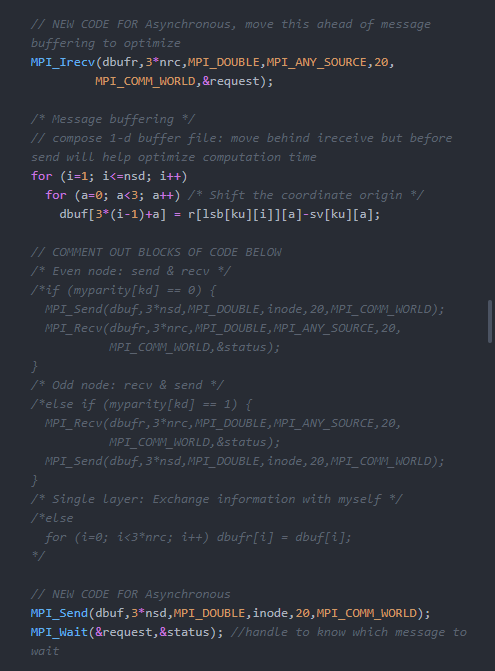 // NEW CODE FOR Asynchronous, move this ahead of message
buffering to optimize
MPI_Irecv(dbufr,3*nrc,MPI_DOUBLE,MPI_ANY_SOURCE,20,
         MPI_COMM_WORLD,&request);

/* Message buffering */
// compose 1-d buffer file: move behind ireceive but before
send will help optimize computation time
for (i=1; i<=nsd; i++)
  for (a=0; a<3; a++) /* Shift the coordinate origin */
    dbuf[3*(i-1)+a] = r[lsb[ku][i]][a]-sv[ku][a];

// COMMENT OUT BLOCKS OF CODE BELOW
/* Even node: send & recv */
/*if (myparity[kd] == 0) {
  MPI_Send(dbuf,3*nsd,MPI_DOUBLE,inode,20,MPI_COMM_WORLD);
  MPI_Recv(dbufr,3*nrc,MPI_DOUBLE,MPI_ANY_SOURCE,20,
           MPI_COMM_WORLD,&status);
}
/* Odd node: recv & send */
/*else if (myparity[kd] == 1) {
  MPI_Recv(dbufr,3*nrc,MPI_DOUBLE,MPI_ANY_SOURCE,20,
           MPI_COMM_WORLD,&status);
  MPI_Send(dbuf,3*nsd,MPI_DOUBLE,inode,20,MPI_COMM_WORLD);
}
/* Single layer: Exchange information with myself */
/*else
  for (i=0; i<3*nrc; i++) dbufr[i] = dbuf[i];
*/

// NEW CODE FOR Asynchronous
MPI_Send(dbuf,3*nsd,MPI_DOUBLE,inode,20,MPI_COMM_WORLD);
MPI_Wait(&request,&status); //handle to know which message to
wait